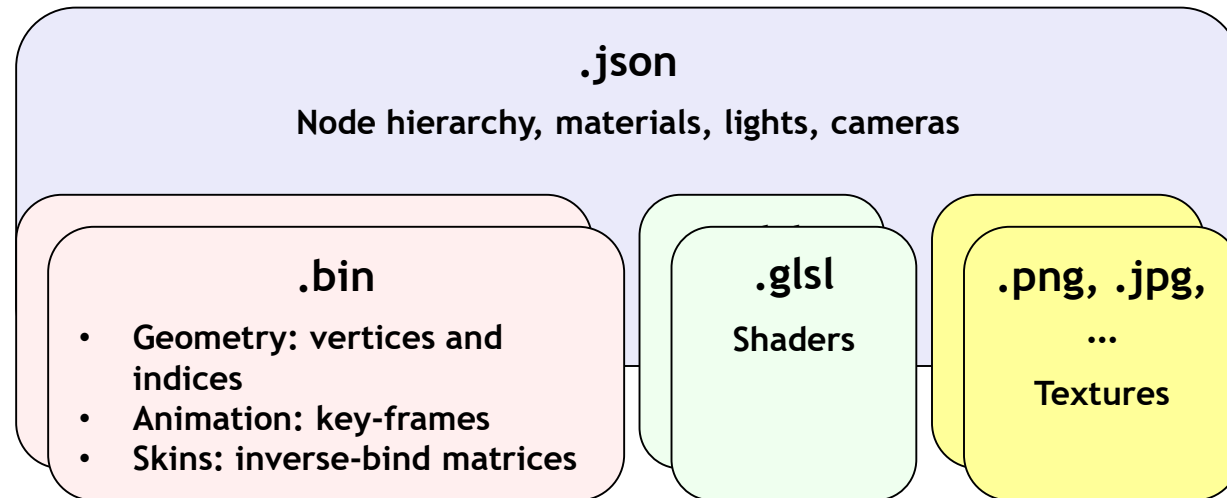 .json
Node hierarchy, materials, lights, cameras
.bin
• Geometry: vertices and
indices
• Animation: key-frames
• Skins: inverse-bind matrices
.glsl
Shaders
.png, .jpg,
...
Textures